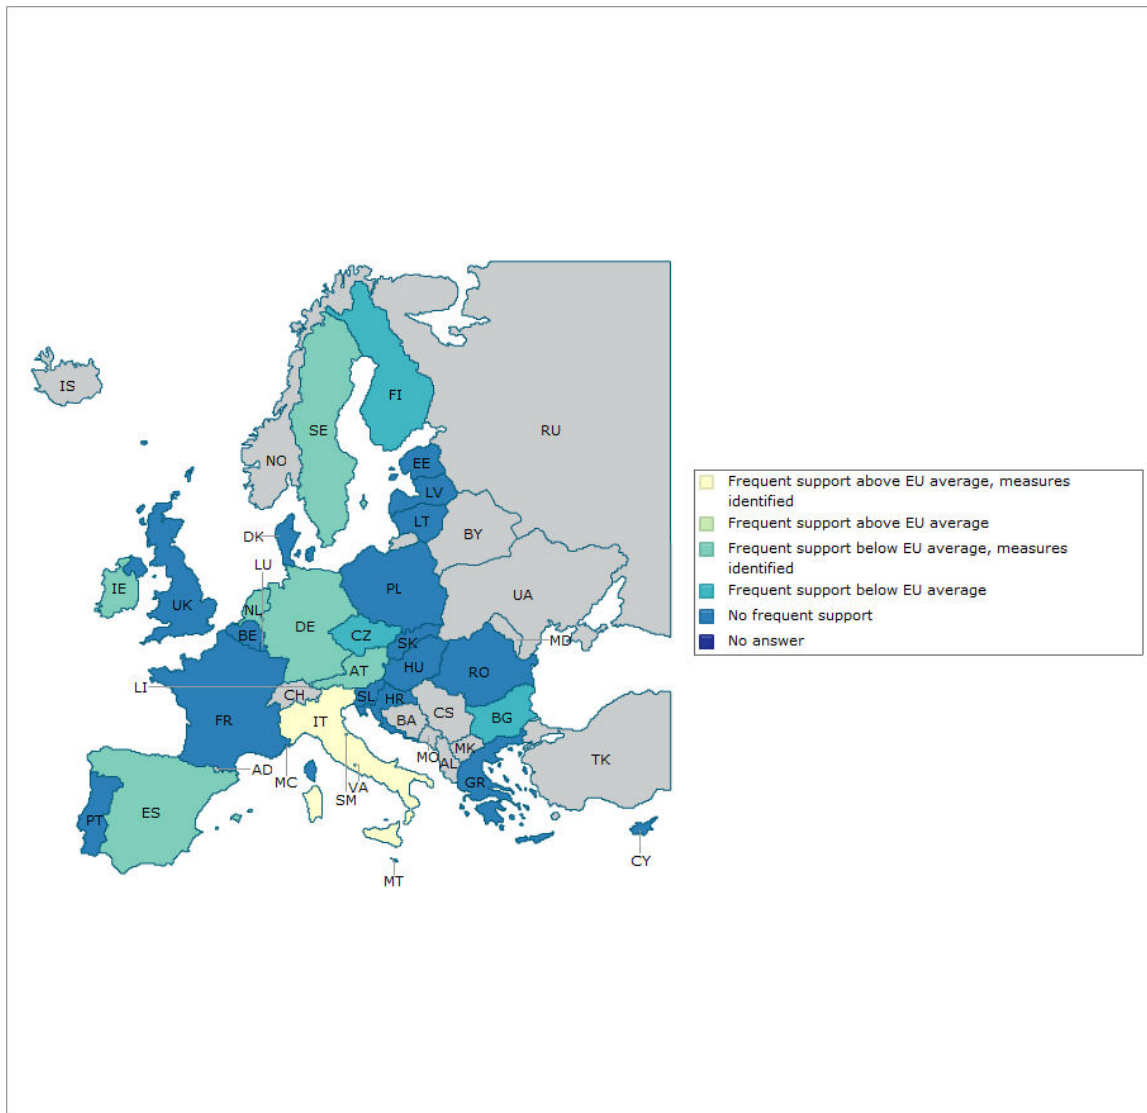 IS
FI
SE
RU
NO
EE
LV
LT
BY
DK
LU
IE
UK
NL
BE
DE
PL
UA
CZ
SK
MD
AT
HU
RO
LI
CH
SL
HR
FR
IT
BA
CS
BG
MO
MK
AL
TK
AD
MC
VA
SM
GR
PT
ES
CY
MT
Frequent support above EU average, measures
identified
Frequent support above EU average
Frequent support below EU average, measures
identified
Frequent support below EU average
No frequent support
No answer